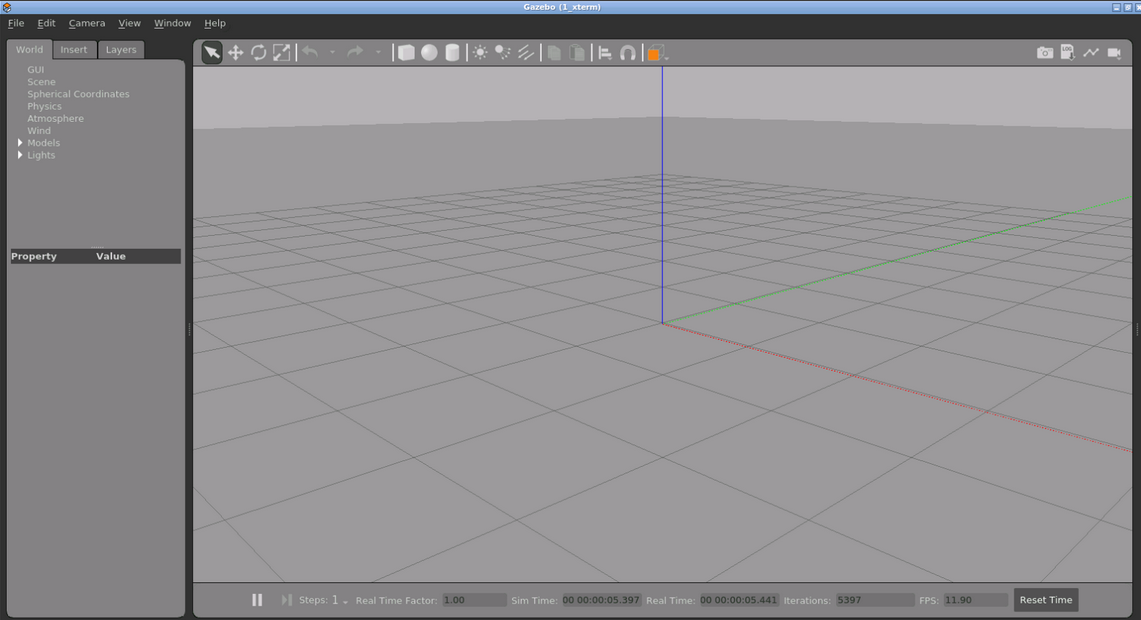 Gazebo (1_xterm)
File Edit Camera View Window Help
World Insert Layers
GUI
Scene
Spherical Coordinates
Physics
Atmosphere
Wind
Models
Lights
Property Value
LOG
Steps: 1 Real Time Factor: 1.00 Sim Time: 00 00:00:05.397 Real Time: 00 00:00:05.441 Iterations: 5397 FPS: 11.90 Reset Time